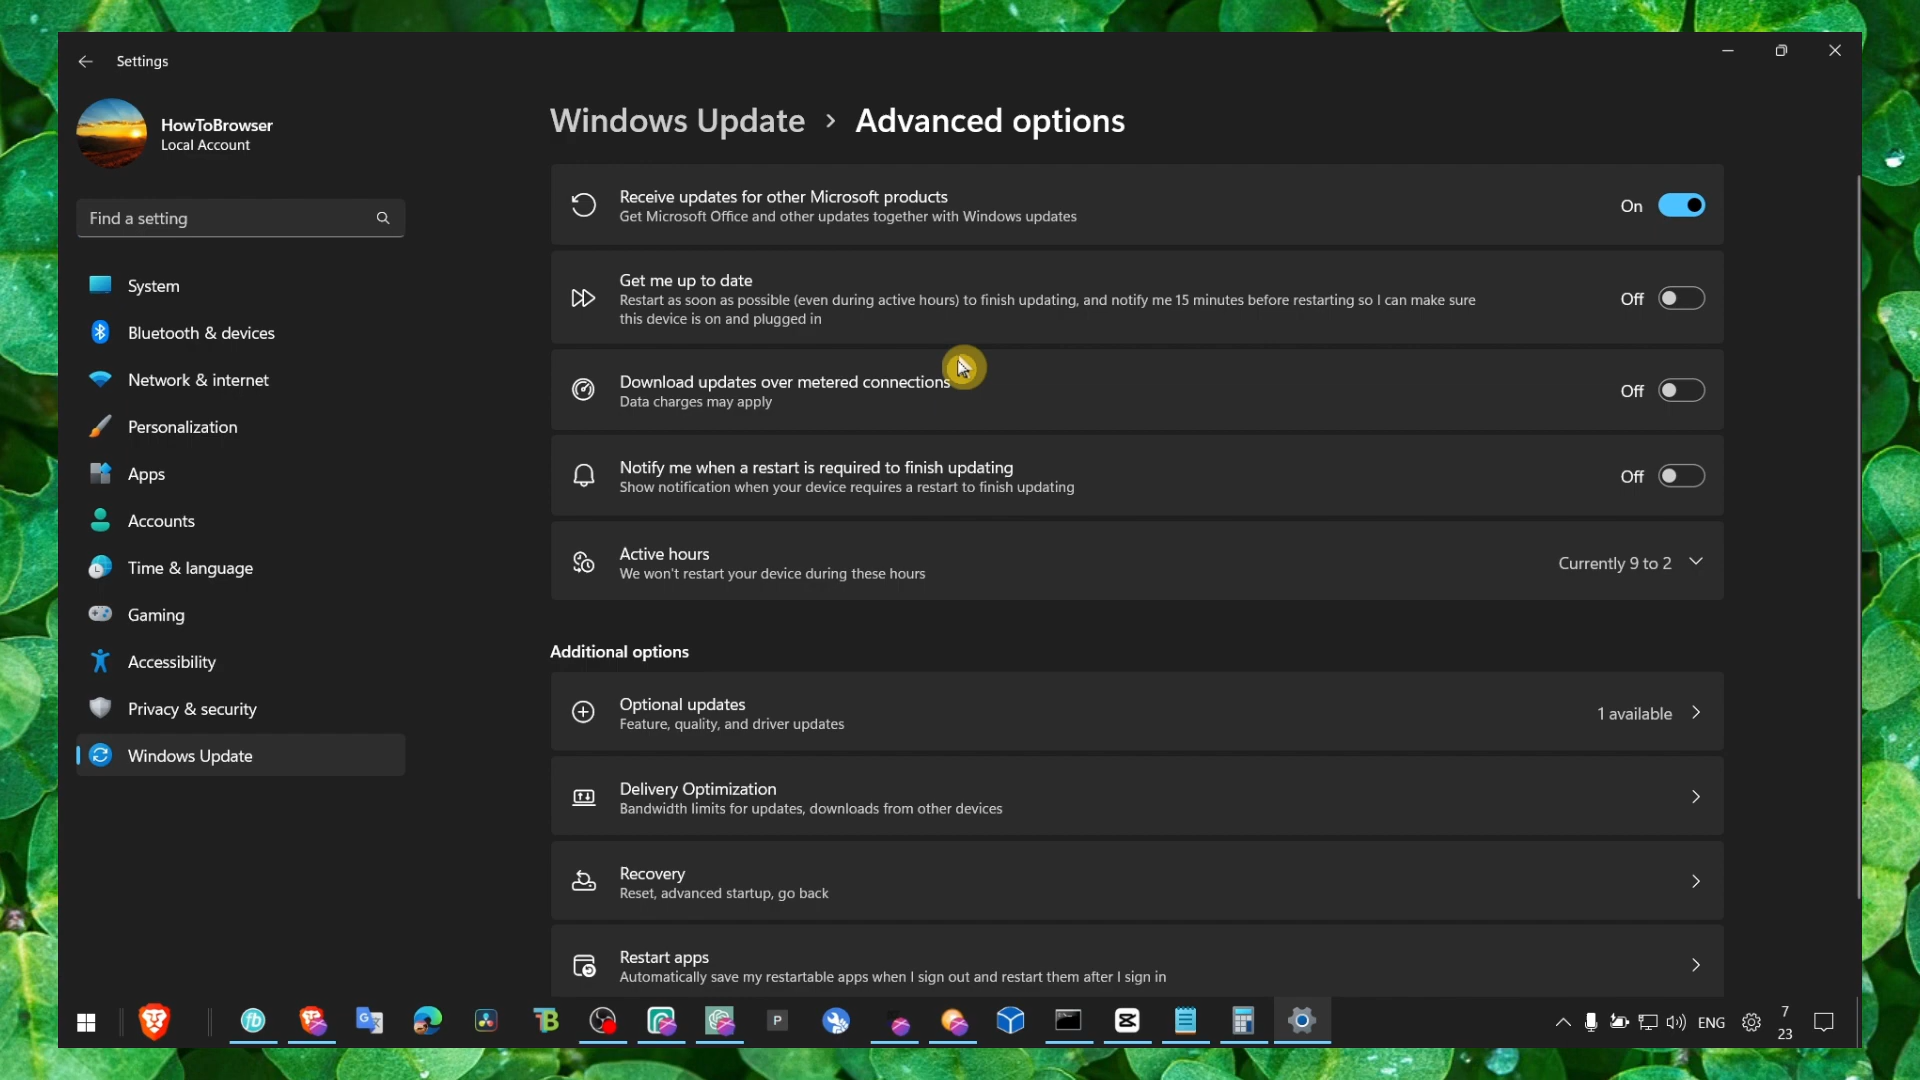 Settings
HowToBrowser
Local Account
Find a setting
System
Bluetooth & devices
Network & internet
Personalization
Apps
Accounts
Time & language
Gaming
Accessibility
Privacy & security
Windows Update
Windows Update > Advanced options
Receive updates for other Microsoft products
Get Microsoft Office and other updates together with Windows updates
On
Get me up to date
Restart as soon as possible (even during active hours) to finish updating, and notify me 15 minutes before restarting so I can make sure
this device is on and plugged in
Off
Download updates over metered connections
Data charges may apply
Off
Notify me when a restart is required to finish updating
Show notification when your device requires a restart to finish updating
Off
Active hours
We won't restart your device during these hours
Currently 9 to 2
Additional options
Optional updates
Feature, quality, and driver updates
1 available
Delivery Optimization
Bandwidth limits for updates, downloads from other devices
Recovery
Reset, advanced startup, go back
Restart apps
Automatically save my restartable apps when I sign out and restart them after I sign in
fb
G
TB
P
ENG
7
23